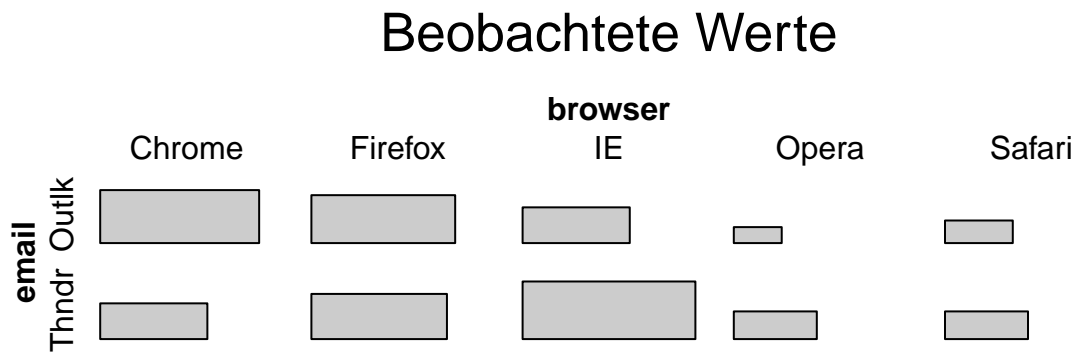 Beobachtete Werte
browser
Chrome Firefox IE Opera Safari
email
Outlk
Thndr